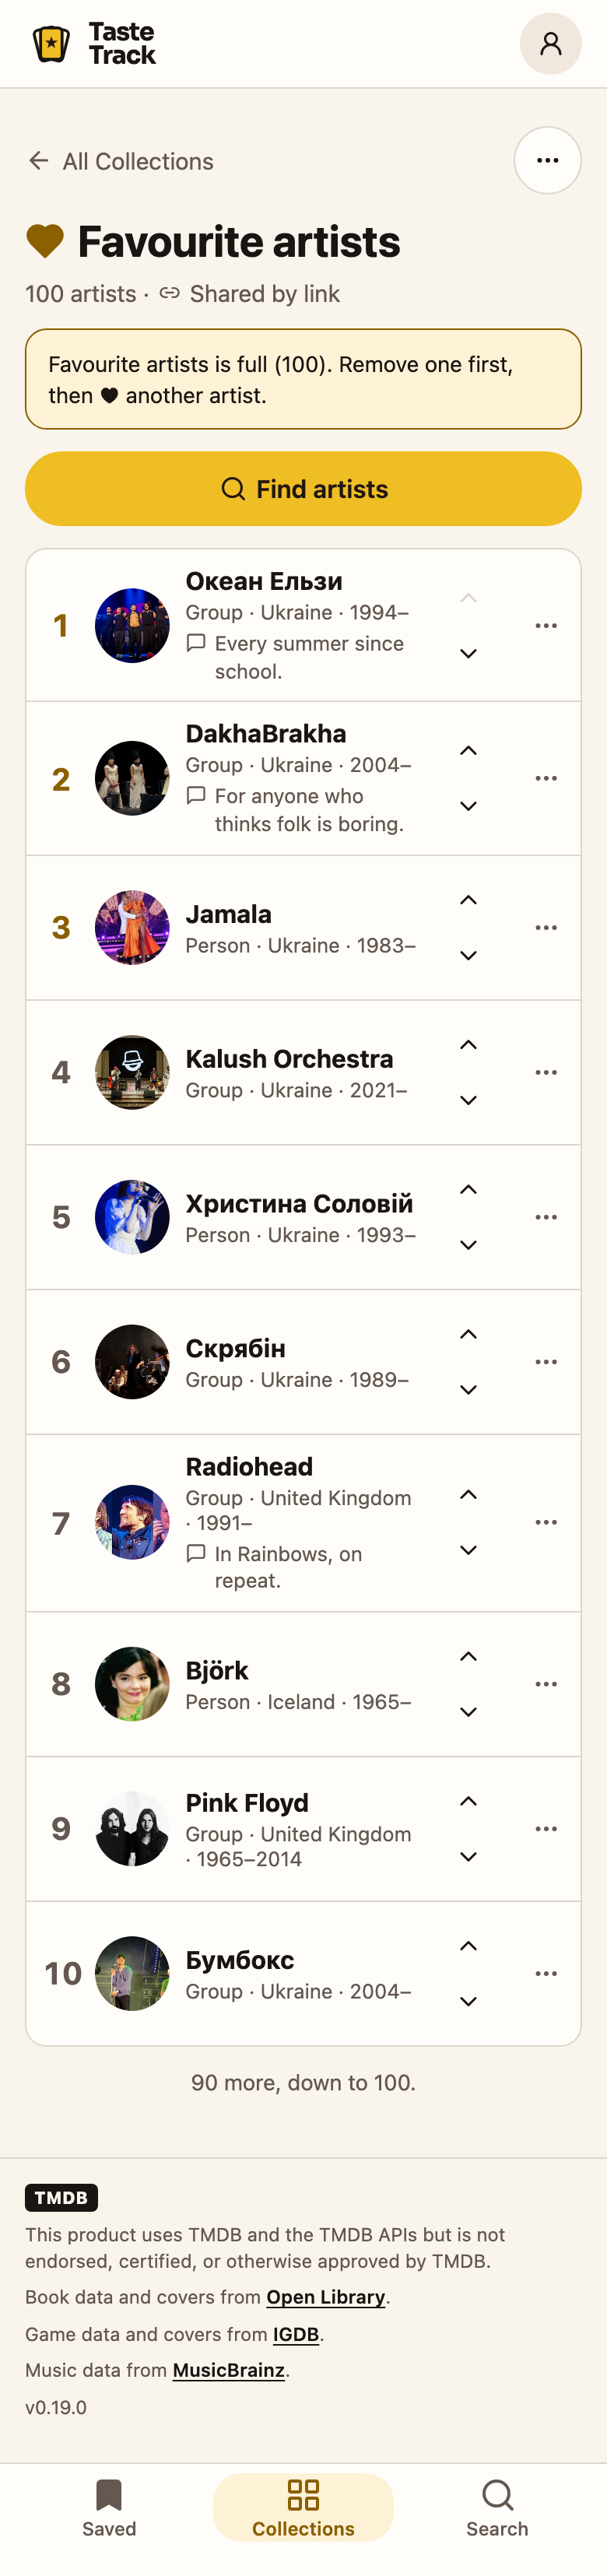 Taste
Track
All Collections
Favourite artists
100 artists · Shared by link
Favourite artists is full (100). Remove one first,
then ♥ another artist.
Find artists
1
Океан Ельзи
Group · Ukraine · 1994–
Every summer since
school.
2
DakhaBrakha
Group · Ukraine · 2004–
For anyone who
thinks folk is boring.
3
Jamala
Person · Ukraine · 1983–
4
Kalush Orchestra
Group · Ukraine · 2021–
5
Христина Соловій
Person · Ukraine · 1993–
6
Скрябін
Group · Ukraine · 1989–
7
Radiohead
Group · United Kingdom
· 1991–
In Rainbows, on
repeat.
8
Björk
Person · Iceland · 1965–
9
Pink Floyd
Group · United Kingdom
· 1965–2014
10
Бумбокс
Group · Ukraine · 2004–
90 more, down to 100.
TMDB
This product uses TMDB and the TMDB APIs but is not
endorsed, certified, or otherwise approved by TMDB.
Book data and covers from Open Library.
Game data and covers from IGDB.
Music data from MusicBrainz.
v0.19.0
Saved
Collections
Search